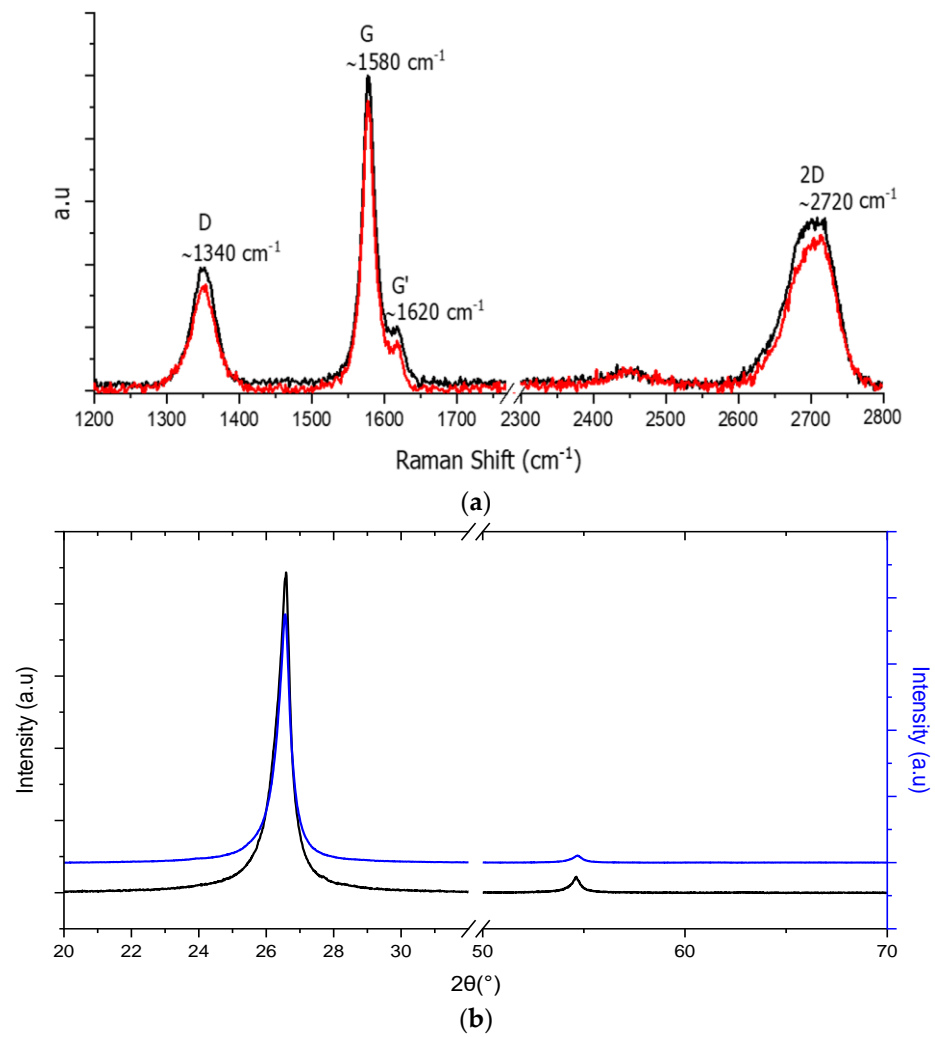 G
~1580 cm⁻¹
2D
~2720 cm⁻¹
D
~1340 cm⁻¹
G'
~1620 cm⁻¹
a.u
1200 1300 1400 1500 1600 1700 2300 2400 2500 2600 2700 2800
Raman Shift (cm⁻¹)
(a)
Intensity (a.u)
Intensity (a.u)
20 22 24 26 28 30 50 60 70
2θ(°)
(b)